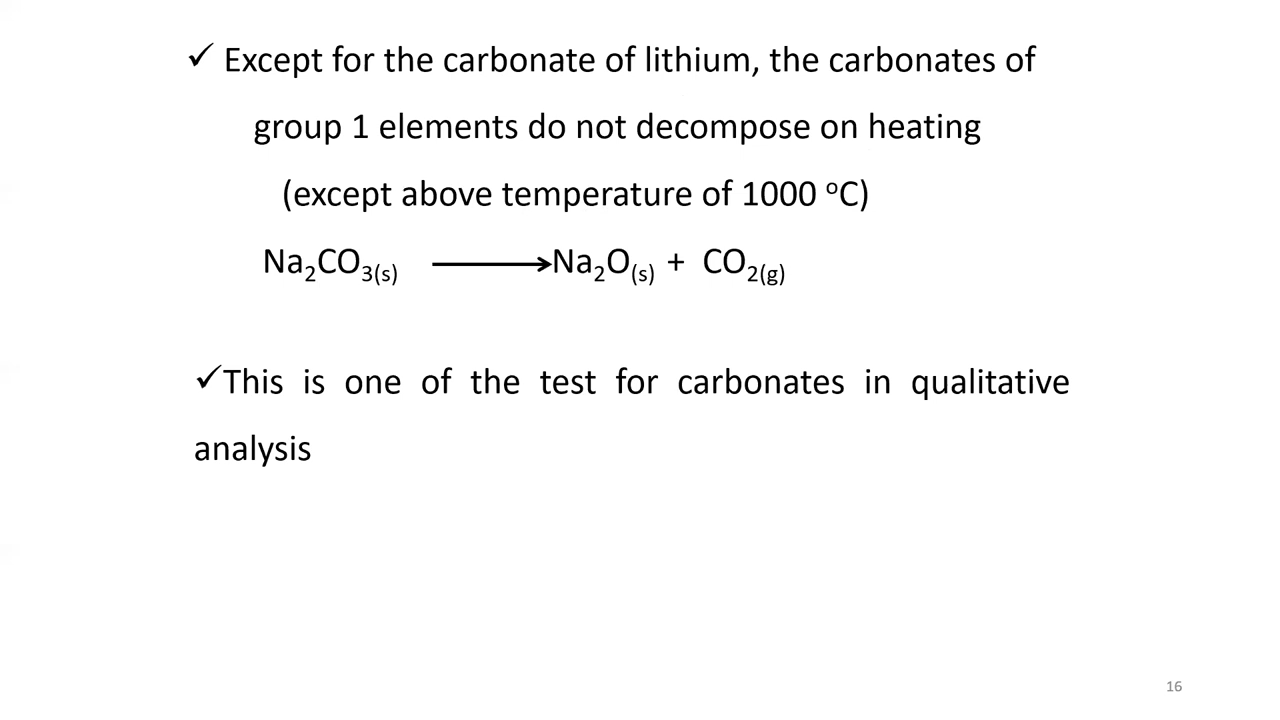 ✓ Except for the carbonate of lithium, the carbonates of
group 1 elements do not decompose on heating
(except above temperature of 1000 ᵒC)
Na₂CO₃₍ₛ₎ ⟶ Na₂O₍ₛ₎ + CO₂₍g₎
✓This is one of the test for carbonates in qualitative
analysis
16